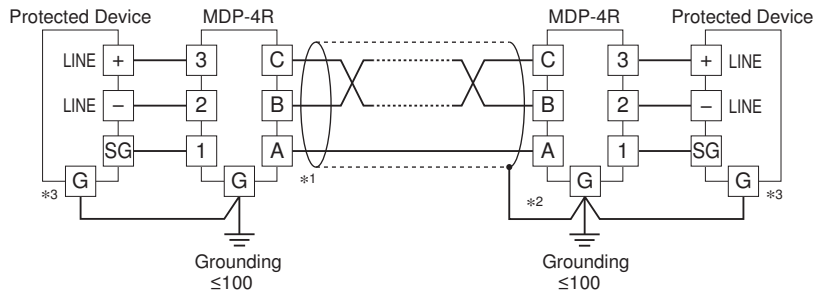 Protected Device MDP-4R MDP-4R Protected Device
LINE + 3 C C 3 + LINE
LINE – 2 B B 2 – LINE
SG 1 A A 1 SG
*3 G G *1 *2 G G *3
Grounding Grounding
≤100 ≤100